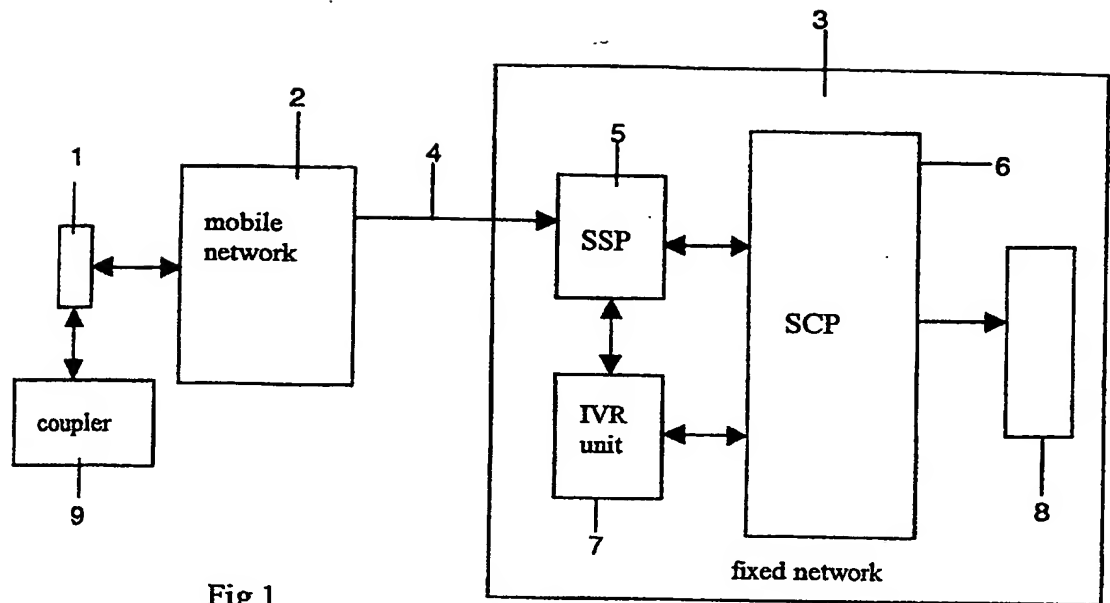 3
2
1
5
4
6
mobile
network
SSP
SCP
coupler
IVR
unit
9
7
8
fixed network
Fig 1